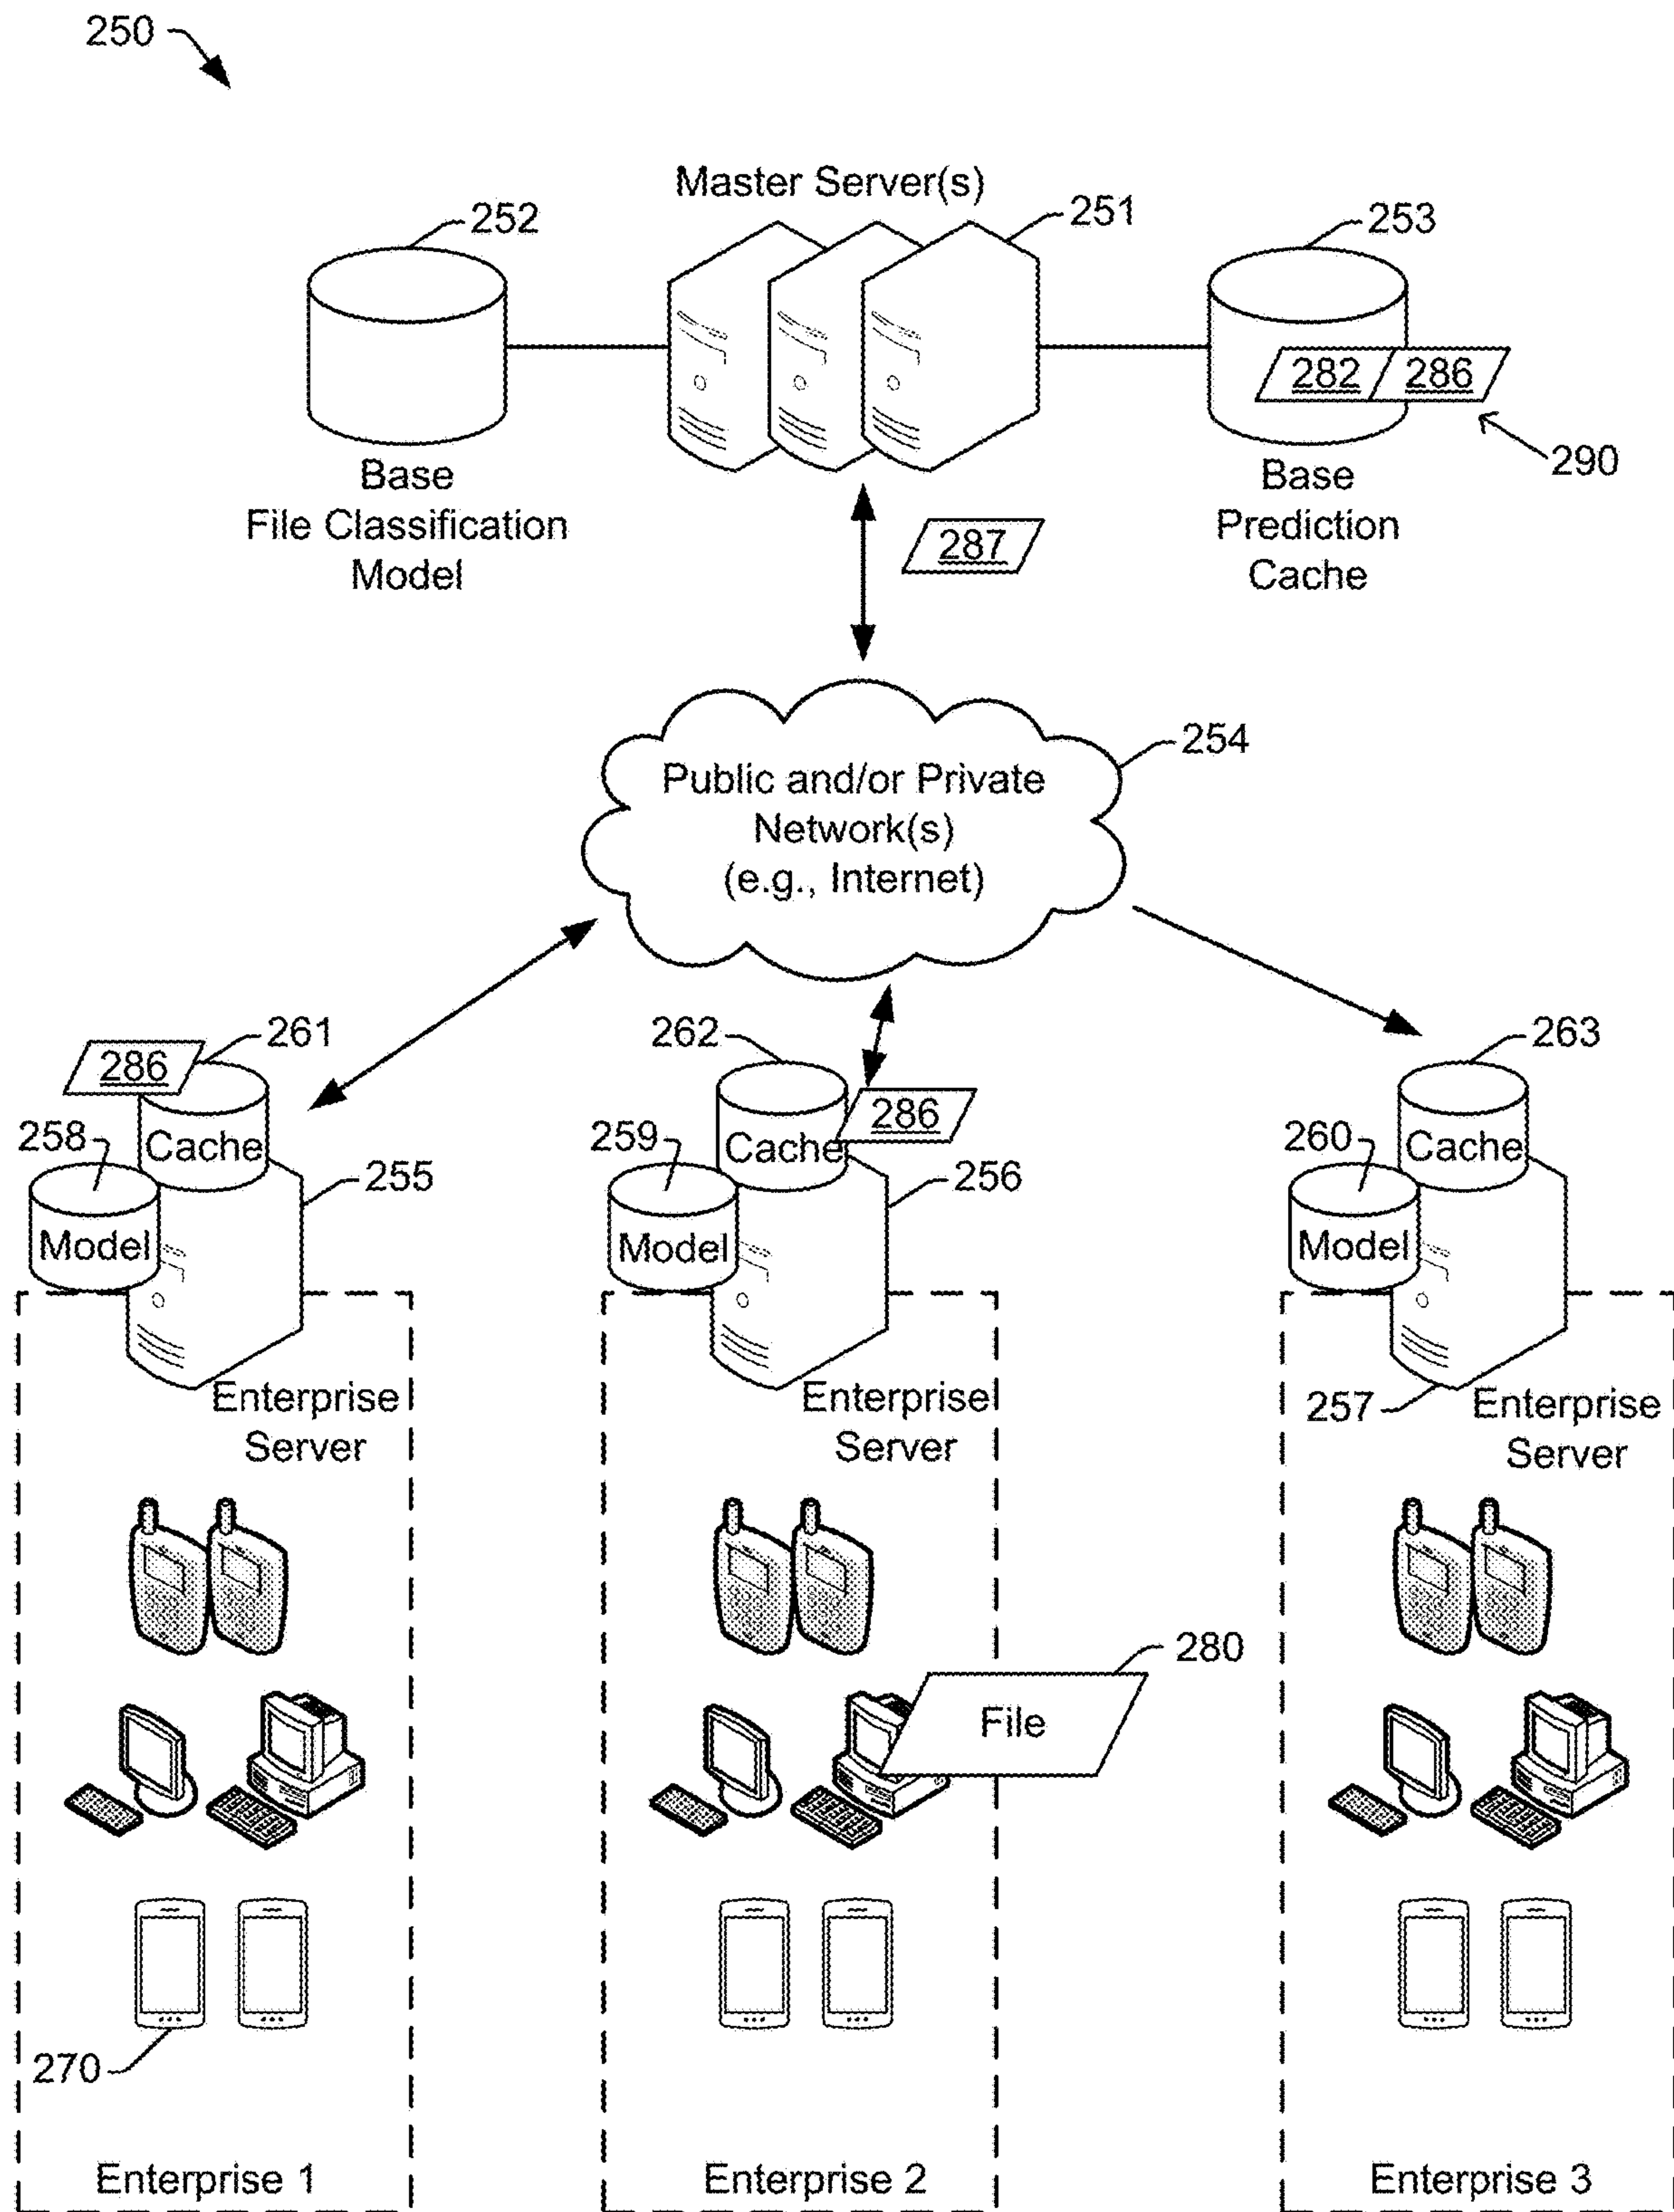 250
Master Server(s)
252
251
253
282
286
290
Base
File Classification
Model
Base
Prediction
Cache
287
254
Public and/or Private
Network(s)
(e.g., Internet)
261
286
Cache
258
Model
255
262
286
Cache
259
Model
256
263
Cache
260
Model
257
Enterprise
Server
Enterprise
Server
Enterprise
Server
280
File
270
Enterprise 1
Enterprise 2
Enterprise 3